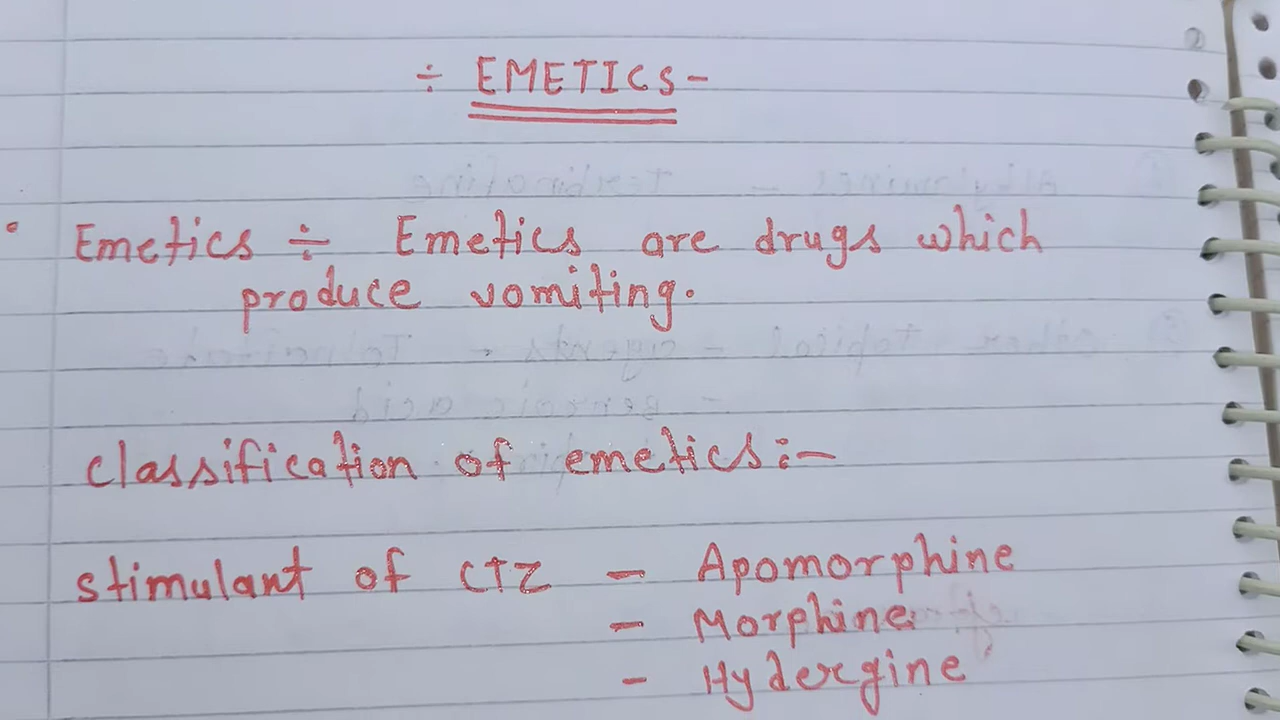 ÷ EMETICS-
• Emetics ÷ Emetics are drugs which
produce vomiting.
classification of emetics:-
stimulant of CTZ - Apomorphine
- Morphine
- Hydergine